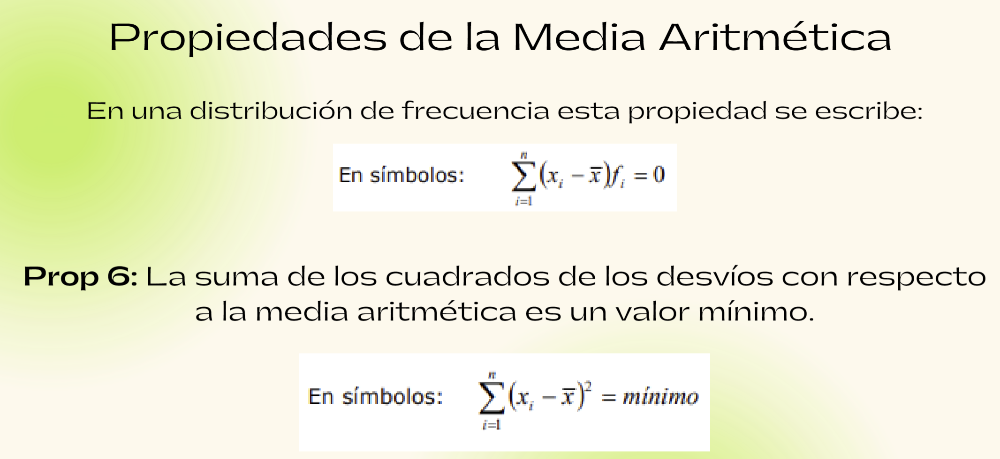 Propiedades de la Media Aritmética
En una distribución de frecuencia esta propiedad se escribe:
En símbolos: $\sum_{i=1}^{n}(x_i - \overline{x})f_i = 0$
Prop 6: La suma de los cuadrados de los desvíos con respecto
a la media aritmética es un valor mínimo.
En símbolos: $\sum_{i=1}^{n}(x_i - \overline{x})^2 = mínimo$